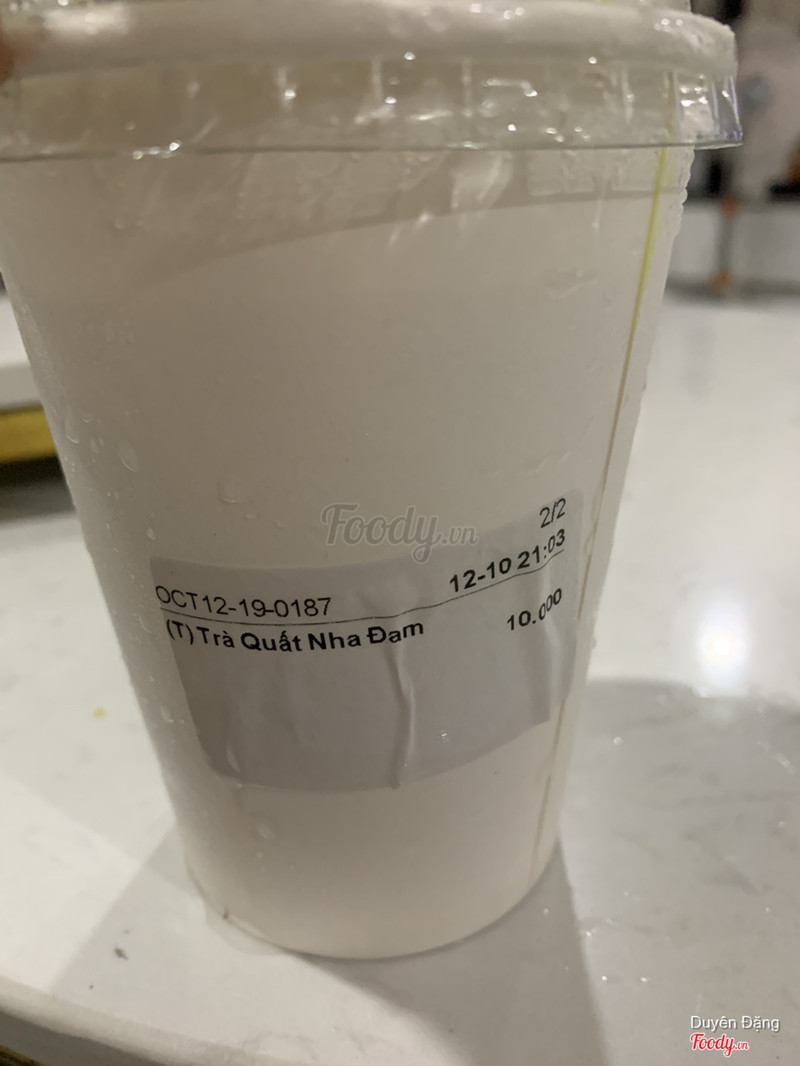 Foody.vn
2/2
OCT12-19-0187 12-10 21:03
(T) Trà Quất Nha Đam 10.000
Duyên Đặng
Foody.vn